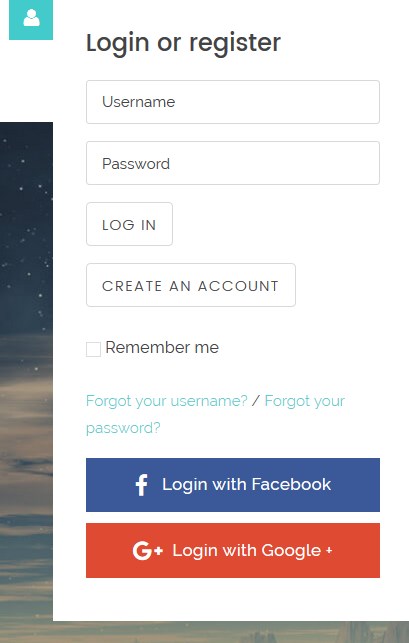 Login or register
Username
Password
LOG IN
CREATE AN ACCOUNT
Remember me
Forgot your username? / Forgot your
password?
f Login with Facebook
G+ Login with Google +